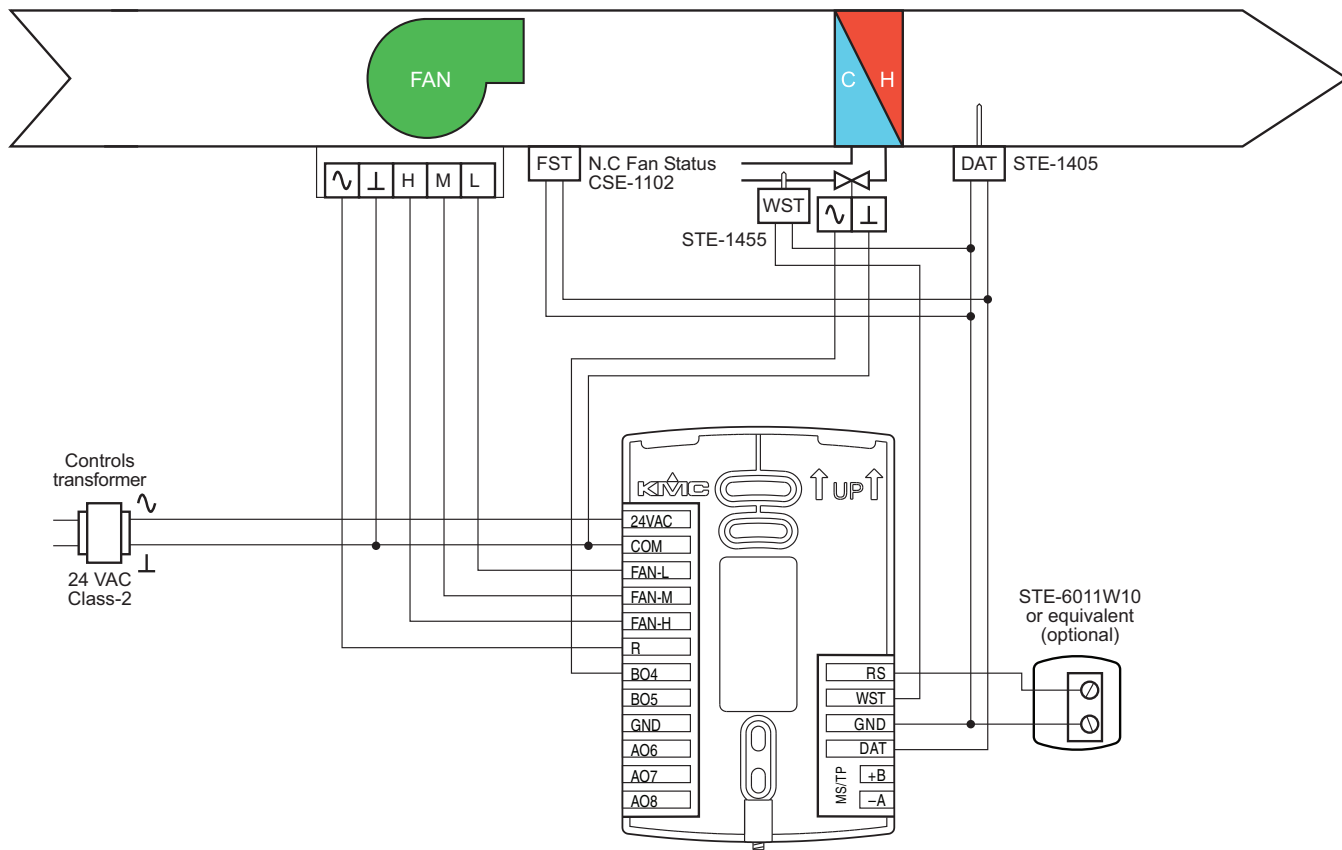 FAN
C H
H M L
FST
N.C Fan Status
CSE-1102
WST
STE-1455
DAT
STE-1405
Controls
transformer
24 VAC
Class-2
KMC
UP
24VAC
COM
FAN-L
FAN-M
FAN-H
R
BO4
BO5
GND
AO6
AO7
AO8
RS
WST
GND
DAT
MS/TP
+B
–A
STE-6011W10
or equivalent
(optional)